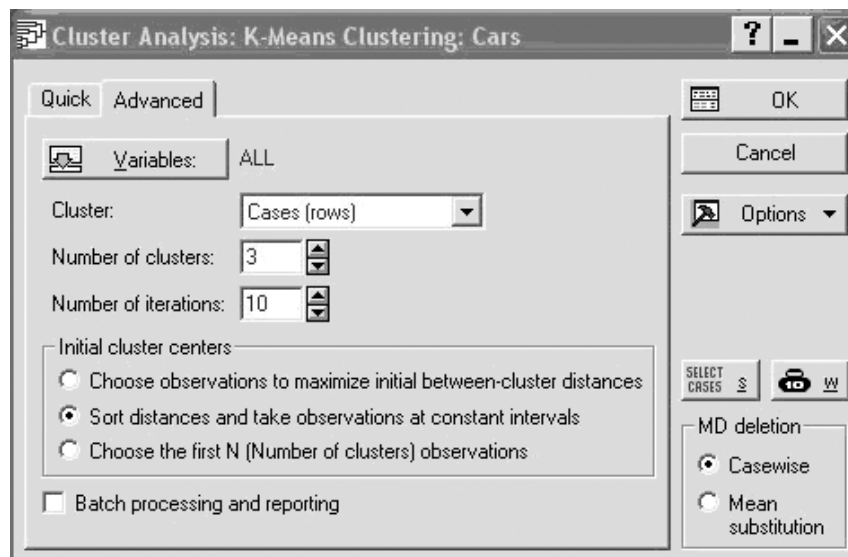 Cluster Analysis: K-Means Clustering: Cars
Quick Advanced
OK
Variables: ALL
Cancel
Cluster: Cases (rows)
Options
Number of clusters: 3
Number of iterations: 10
Initial cluster centers
Choose observations to maximize initial between-cluster distances
Sort distances and take observations at constant intervals
Choose the first N (Number of clusters) observations
SELECT
CASES S W
MD deletion
Casewise
Mean
substitution
Batch processing and reporting